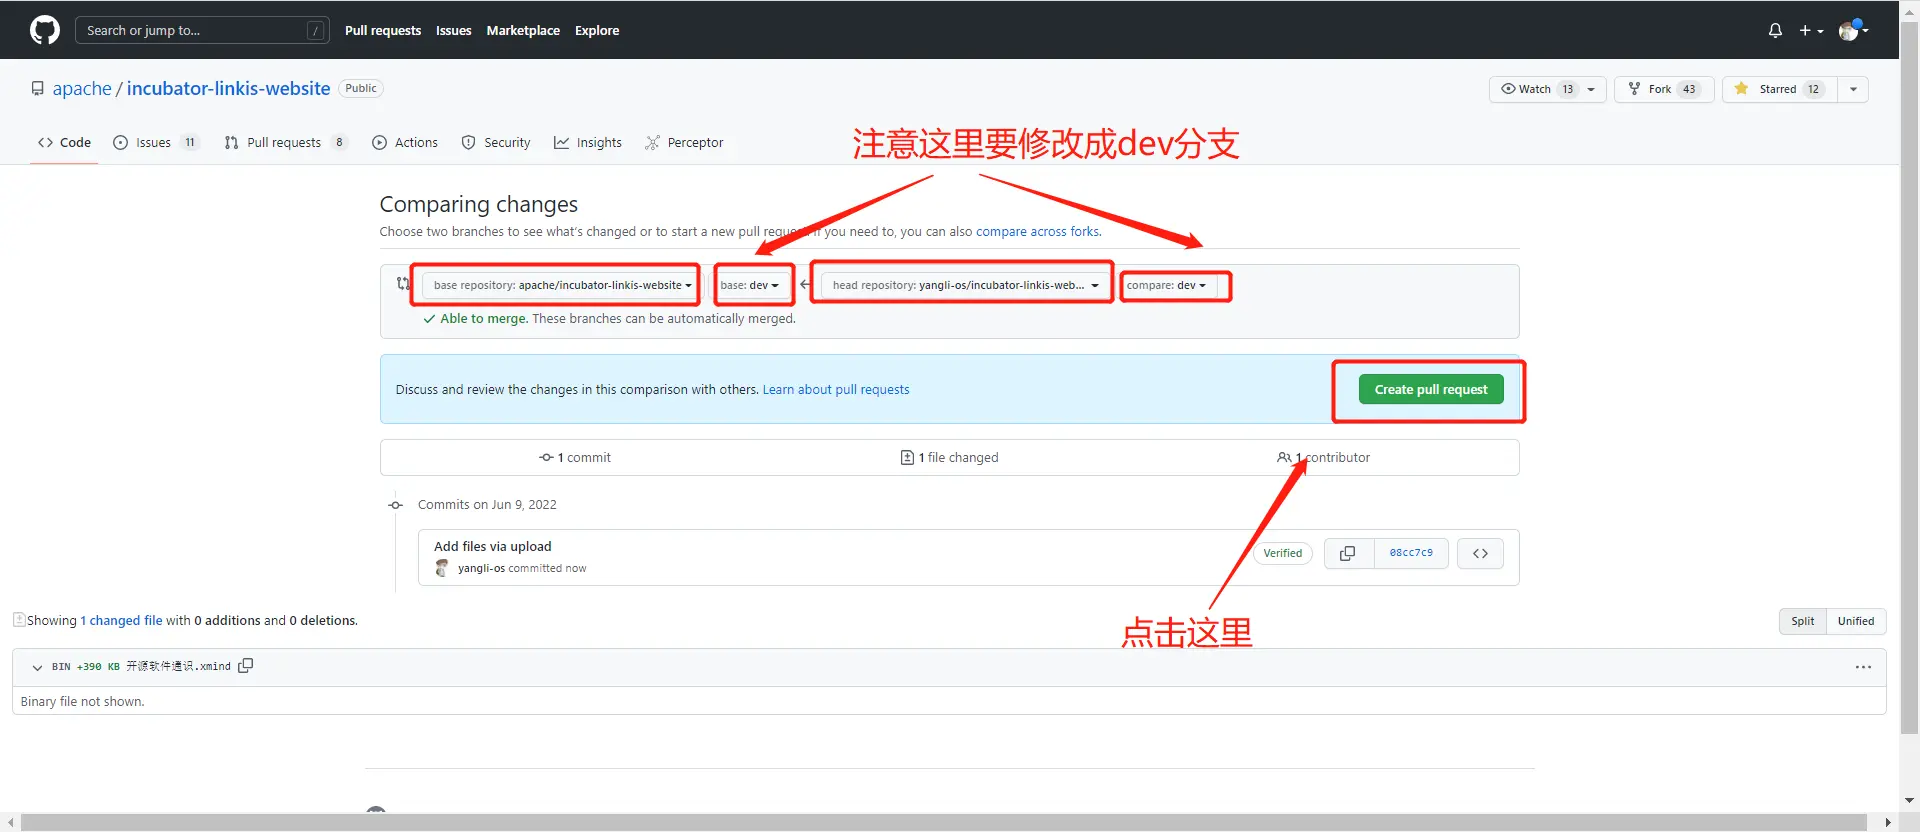 Search or jump to... /
Pull requests Issues Marketplace Explore
apache / incubator-linkis-website Public
Watch 13 Fork 43 Starred 12
Code Issues 11 Pull requests 8 Actions Security Insights Perceptor
注意这里要修改成dev分支
Comparing changes
Choose two branches to see what's changed or to start a new pull request. If you need to, you can also compare across forks.
base repository: apache/incubator-linkis-website base: dev head repository: yangli-os/incubator-linkis-web... compare: dev
Able to merge. These branches can be automatically merged.
Discuss and review the changes in this comparison with others. Learn about pull requests
Create pull request
1 commit 1 file changed 1 contributor
Commits on Jun 9, 2022
Add files via upload
yangli-os committed now
Verified 08cc7c9
点击这里
Showing 1 changed file with 0 additions and 0 deletions.
Split Unified
BIN +390 KB 开源软件通识.xmind
Binary file not shown.